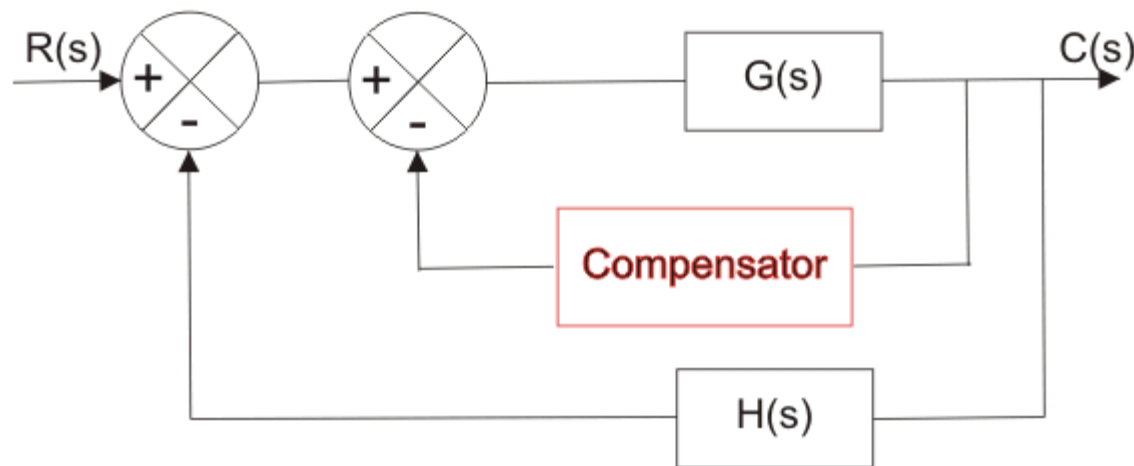 R(s)
C(s)
+
-
+
-
G(s)
Compensator
H(s)